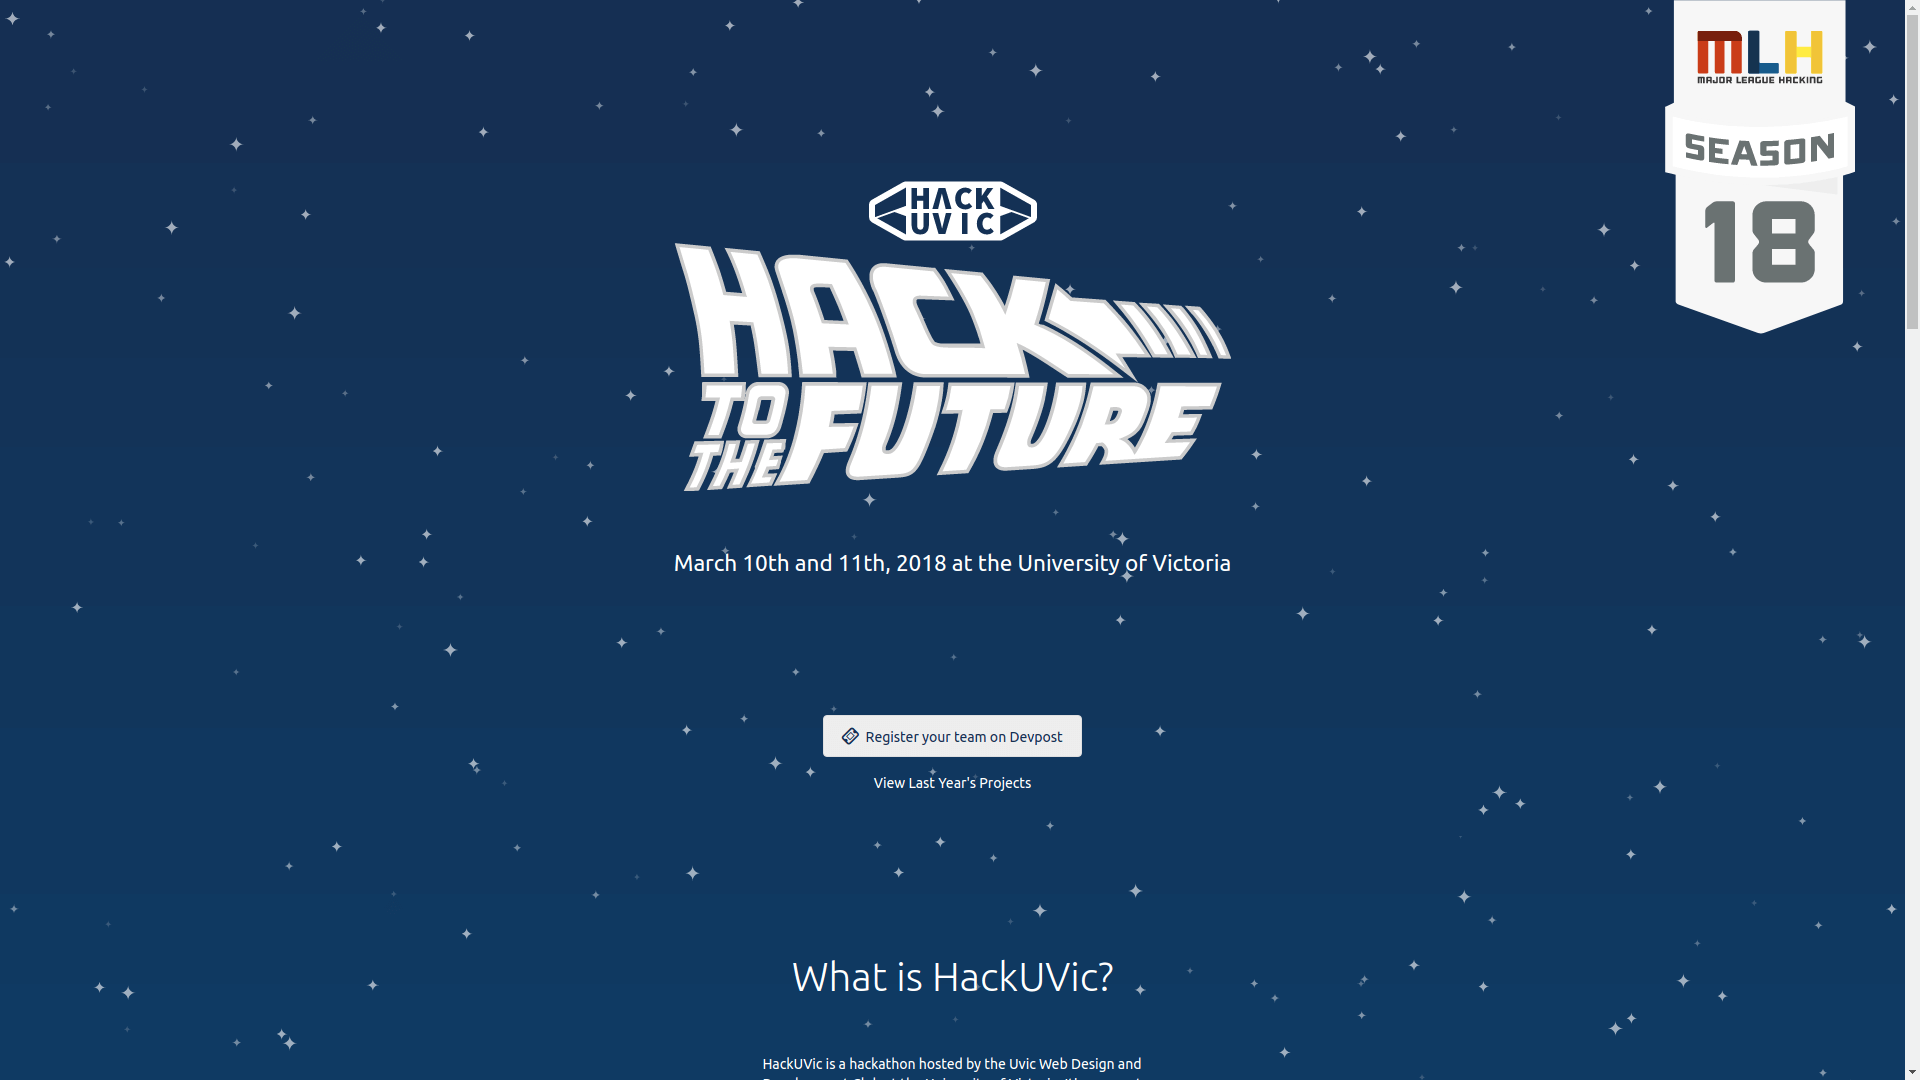 MLH
MAJOR LEAGUE HACKING
SEASON
18
HACK
UVIC
HACK
TO THE FUTURE
March 10th and 11th, 2018 at the University of Victoria
Register your team on Devpost
View Last Year's Projects
What is HackUVic?
HackUVic is a hackathon hosted by the Uvic Web Design and